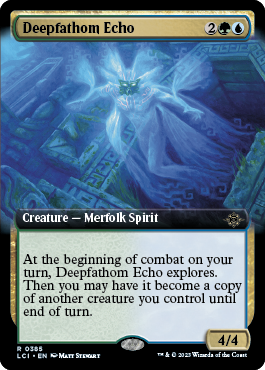 Deepfathom Echo 2
Creature — Merfolk Spirit
At the beginning of combat on your
turn, Deepfathom Echo explores.
Then you may have it become a copy
of another creature you control until
end of turn.
4/4
R 0365
LCI • EN Matt Stewart
™ & © 2023 Wizards of the Coast